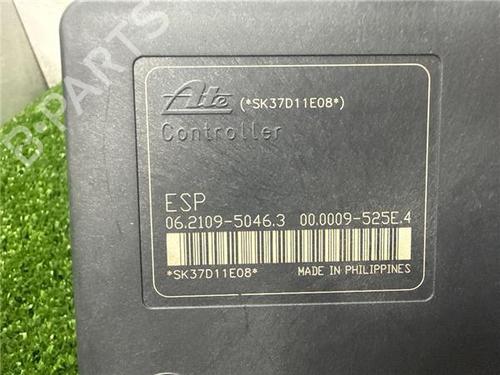 B-PARTS
Ate (*SK37D11E08*)
Controller
ESP
06.2109-5046.3 00.0009-525E.4
*SK37D11E08* MADE IN PHILIPPINES